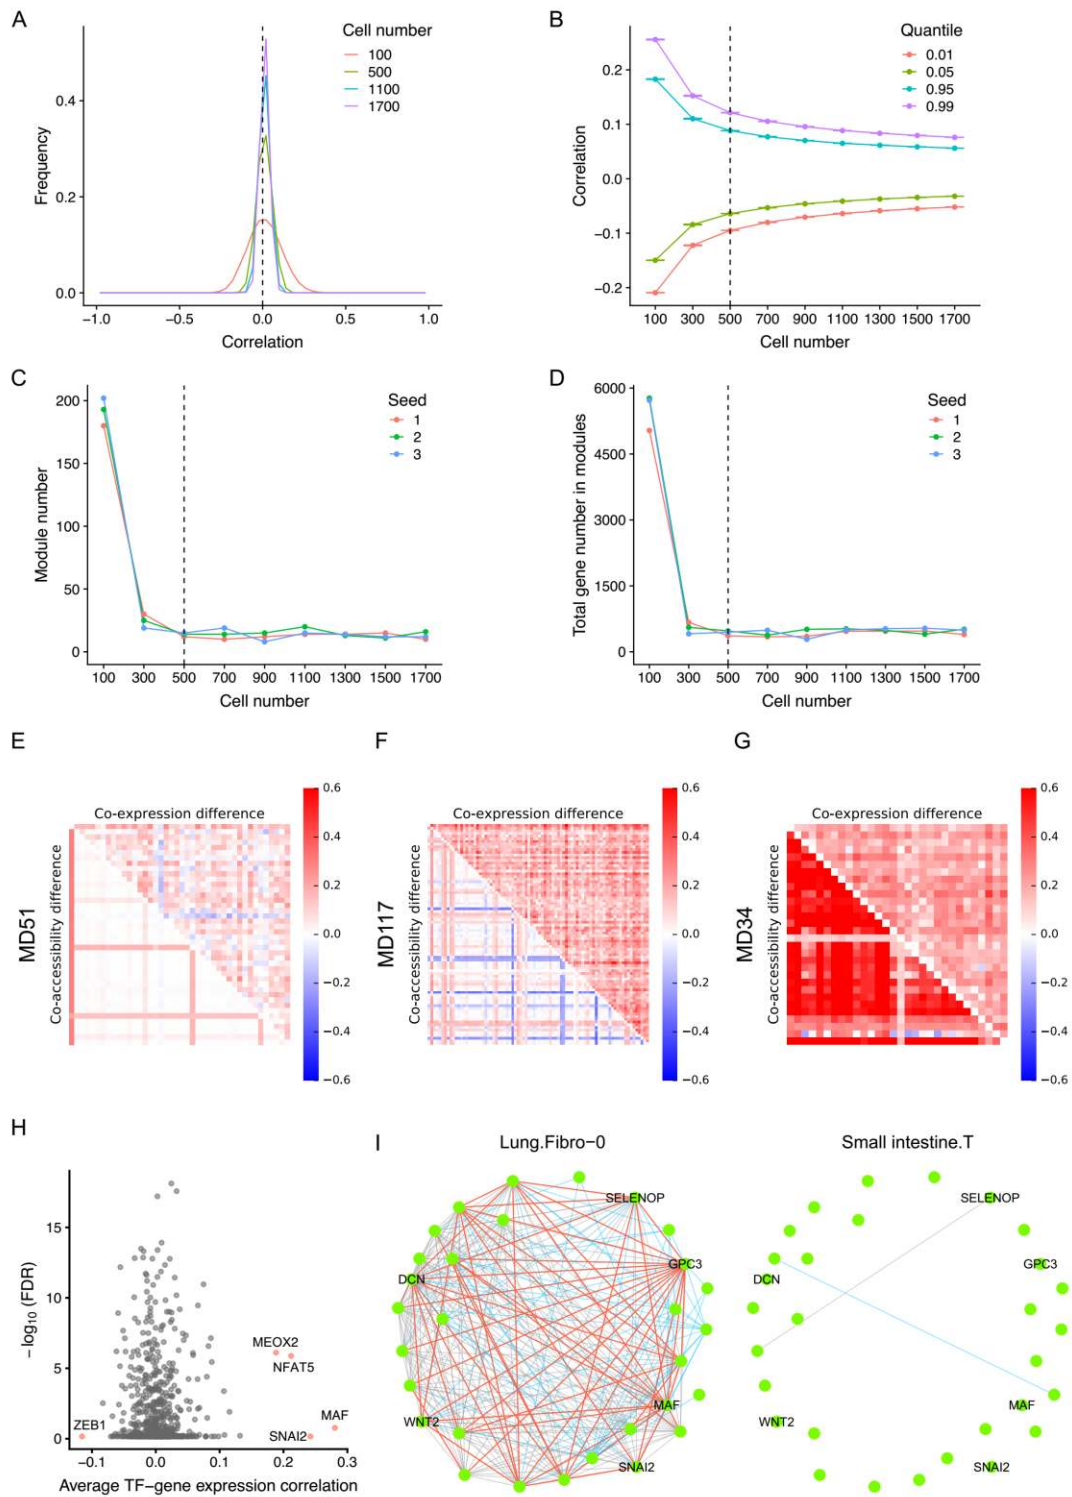 A
Cell number
100
500
1100
1700
Frequency
0.4
0.2
0.0
−1.0 −0.5 0.0 0.5 1.0
Correlation
B
Quantile
0.01
0.05
0.95
0.99
Correlation
0.2
0.1
0.0
−0.1
−0.2
100 300 500 700 900 1100 1300 1500 1700
Cell number
C
Seed
1
2
3
Module number
200
150
100
50
0
100 300 500 700 900 1100 1300 1500 1700
Cell number
D
Seed
1
2
3
Total gene number in modules
6000
4500
3000
1500
0
100 300 500 700 900 1100 1300 1500 1700
Cell number
E
MD51
Co-expression difference
Co-accessibility difference
0.6
0.4
0.2
0.0
−0.2
−0.4
−0.6
F
MD117
Co-expression difference
Co-accessibility difference
0.6
0.4
0.2
0.0
−0.2
−0.4
−0.6
G
MD34
Co-expression difference
Co-accessibility difference
0.6
0.4
0.2
0.0
−0.2
−0.4
−0.6
H
−log10 (FDR)
15
10
5
0
MEOX2
NFAT5
MAF
SNAI2
ZEB1
−0.1 0.0 0.1 0.2 0.3
Average TF−gene expression correlation
I
Lung.Fibro−0
SELENOP
GPC3
DCN
MAF
WNT2
SNAI2
Small intestine.T
SELENOP
GPC3
DCN
MAF
WNT2
SNAI2